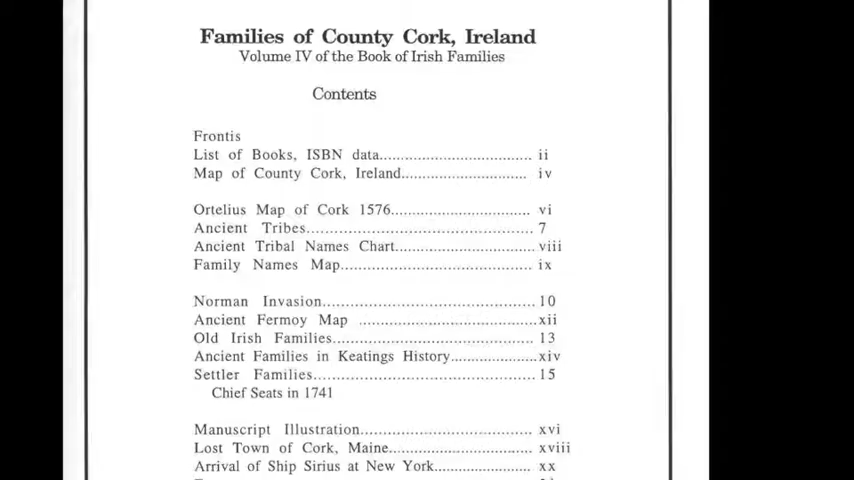 Families of County Cork, Ireland
Volume IV of the Book of Irish Families
Contents
Frontis
List of Books, ISBN data.................................... ii
Map of County Cork, Ireland............................. iv
Ortelius Map of Cork 1576................................ vi
Ancient Tribes.................................................. 7
Ancient Tribal Names Chart............................. viii
Family Names Map.......................................... ix
Norman Invasion............................................. 10
Ancient Fermoy Map ...................................... xii
Old Irish Families............................................ 13
Ancient Families in Keatings History.................. xiv
Settler Families................................................ 15
Chief Seats in 1741
Manuscript Illustration...................................... xvi
Lost Town of Cork, Maine................................ xviii
Arrival of Ship Sirius at New York..................... xx